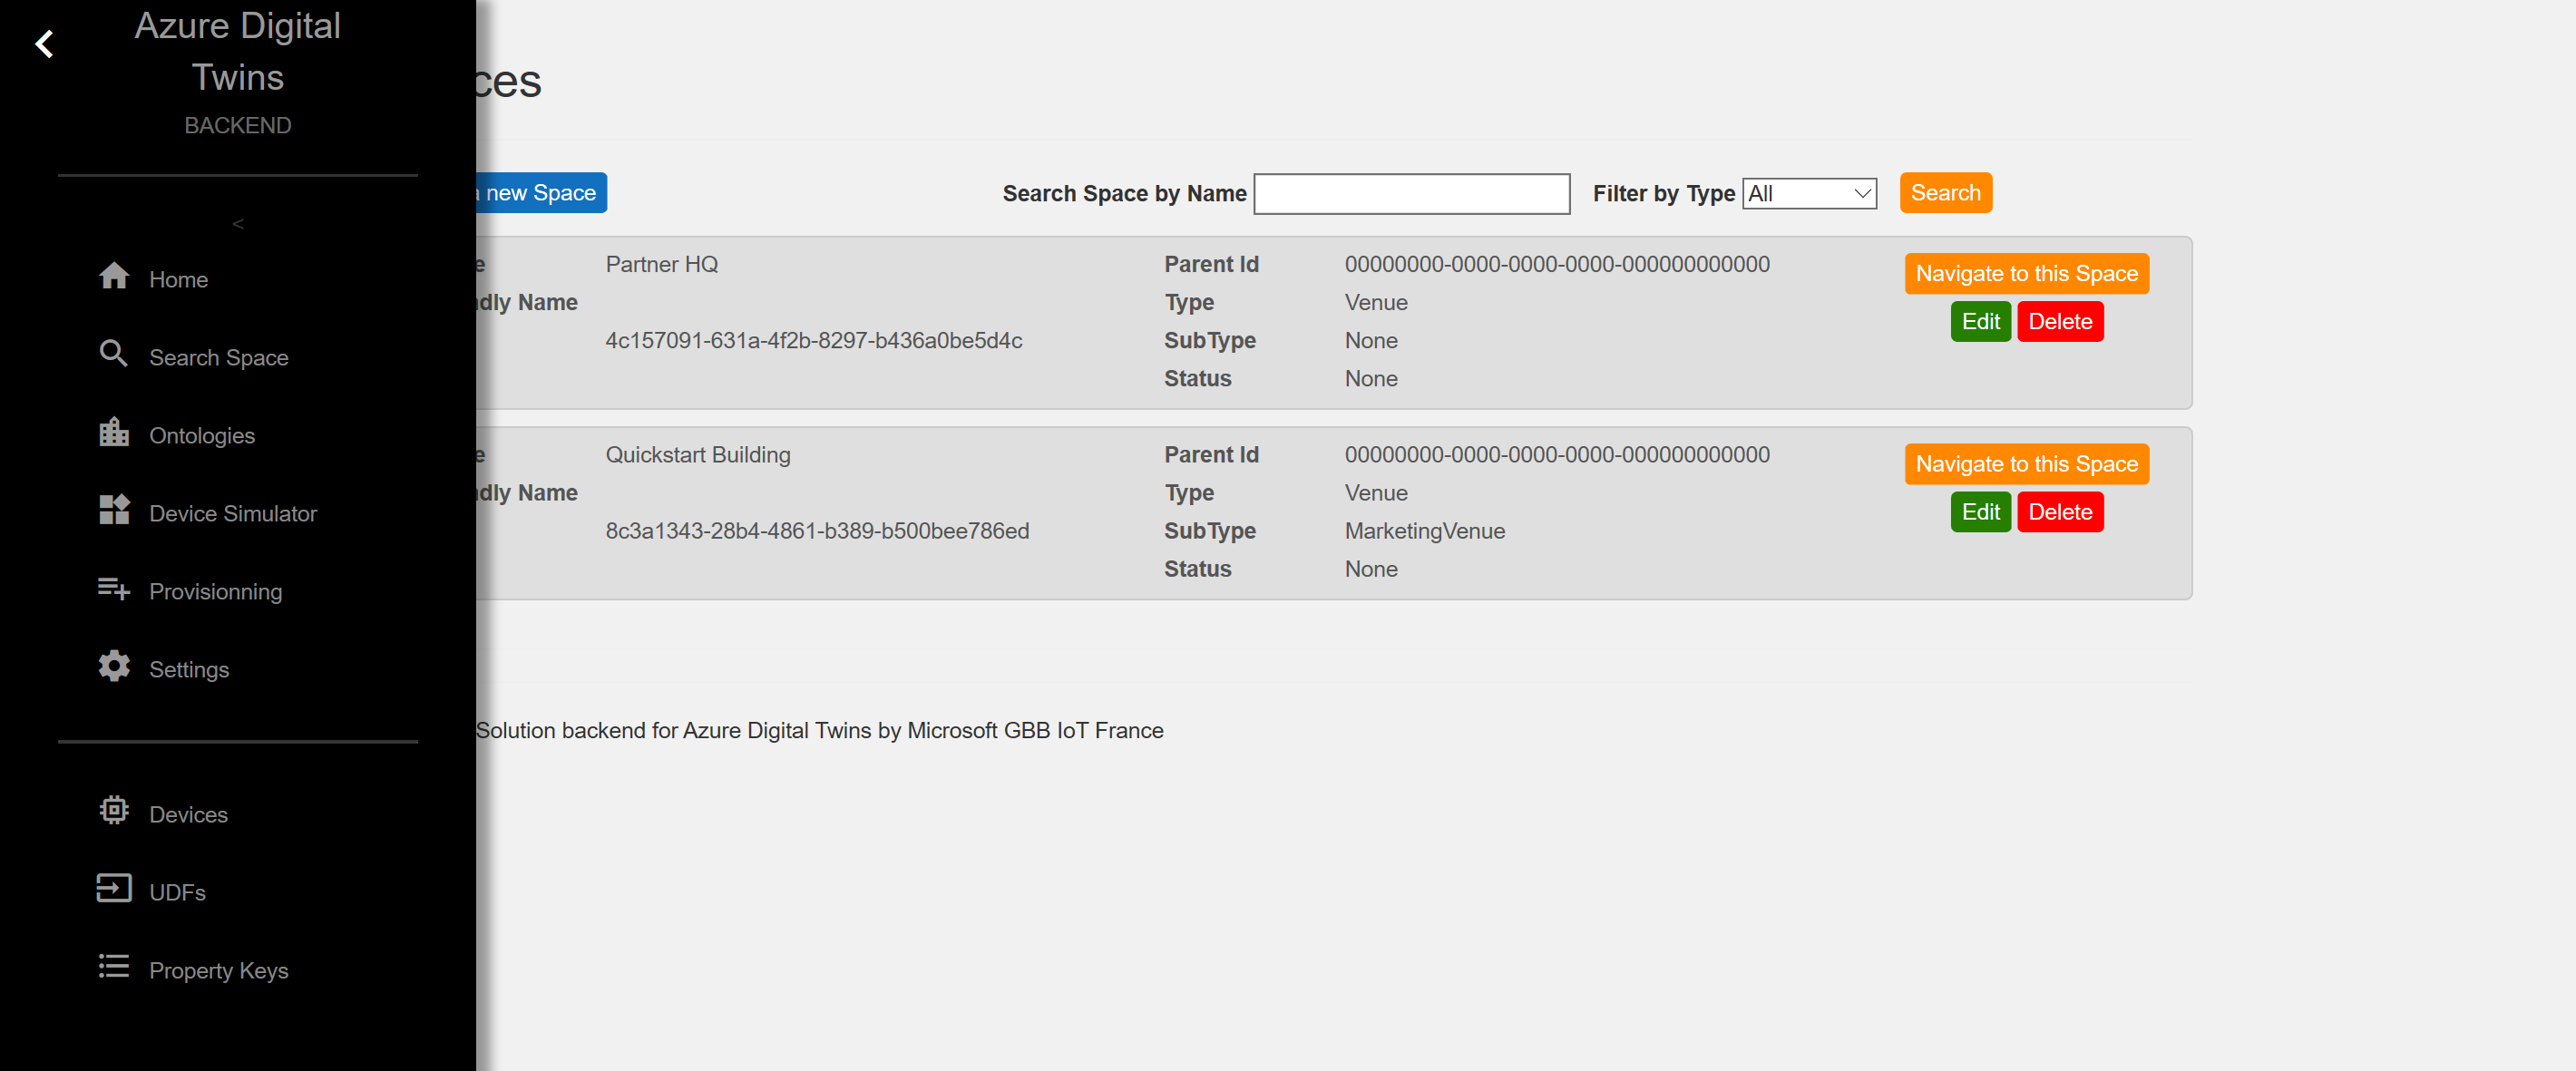 Azure Digital
Twins
BACKEND
<
Home
Search Space
Ontologies
Device Simulator
Provisionning
Settings
Devices
UDFs
Property Keys
new Space
Search Space by Name
Filter by Type All
Search
Partner HQ
Parent Id 00000000-0000-0000-0000-000000000000
Navigate to this Space
Name
Type Venue
Edit Delete
4c157091-631a-4f2b-8297-b436a0be5d4c
SubType None
Status None
Quickstart Building
Parent Id 00000000-0000-0000-0000-000000000000
Navigate to this Space
Name
Type Venue
Edit Delete
8c3a1343-28b4-4861-b389-b500bee786ed
SubType MarketingVenue
Status None
Solution backend for Azure Digital Twins by Microsoft GBB IoT France